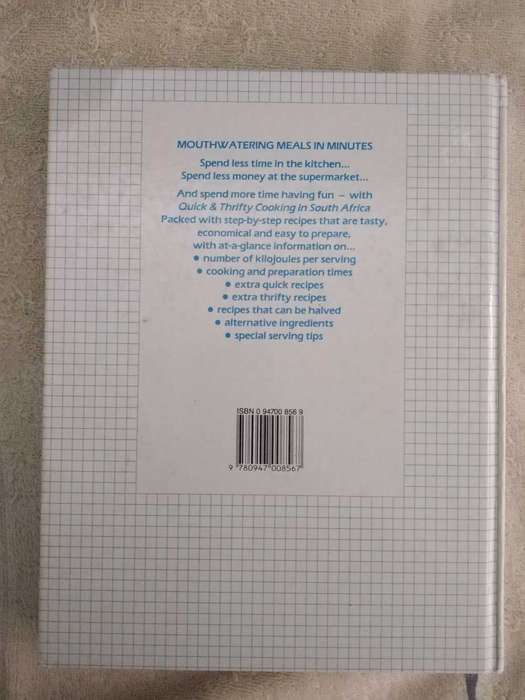 MOUTHWATERING MEALS IN MINUTES
Spend less time in the kitchen...
Spend less money at the supermarket...
And spend more time having fun – with
Quick & Thrifty Cooking in South Africa
Packed with step-by-step recipes that are tasty,
economical and easy to prepare,
with at-a-glance information on...
• number of kilojoules per serving
• cooking and preparation times
• extra quick recipes
• extra thrifty recipes
• recipes that can be halved
• alternative ingredients
• special serving tips
ISBN 0 94700 856 9
9 780947 008567